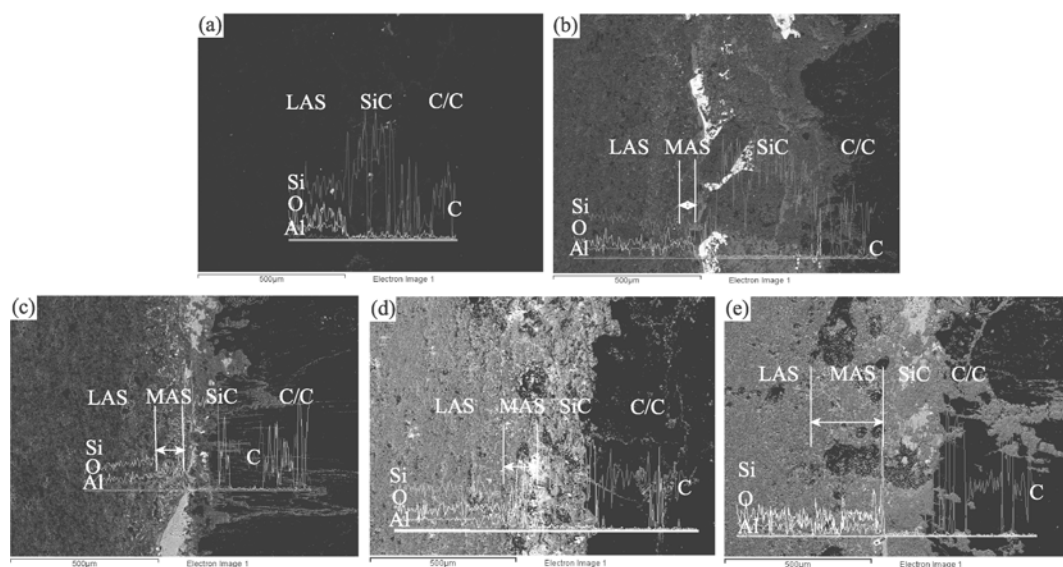 (a)
LAS SiC C/C
Si
O
Al
C
500μm Electron Image 1
(b)
LAS MAS SiC C/C
Si
O
Al
C
500μm Electron Image 1
(c)
LAS MAS SiC C/C
Si
O
Al
C
500μm Electron Image 1
(d)
LAS MAS SiC C/C
Si
O
Al
C
500μm Electron Image 1
(e)
LAS MAS SiC C/C
Si
O
Al
C
500μm Electron Image 1